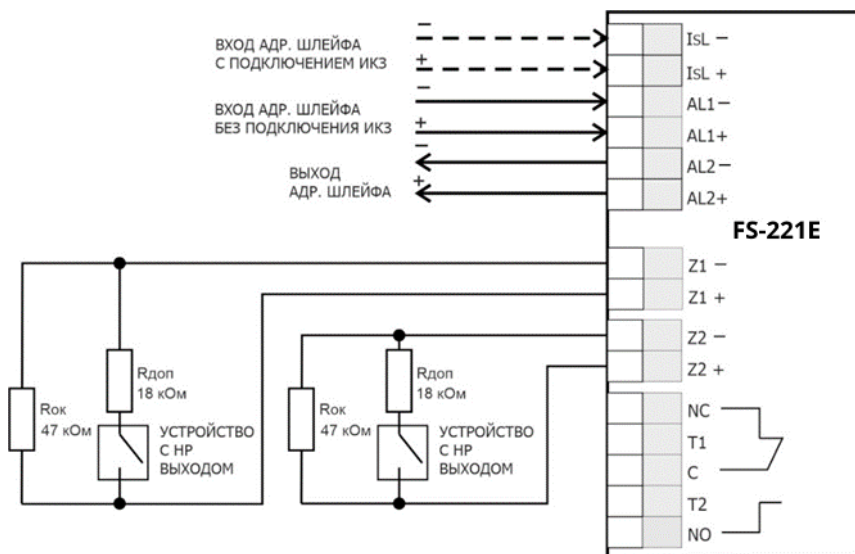 ВХОД АДР. ШЛЕЙФА
С ПОДКЛЮЧЕНИЕМ ИКЗ
−
+
ВХОД АДР. ШЛЕЙФА
БЕЗ ПОДКЛЮЧЕНИЯ ИКЗ
−
+
ВЫХОД
АДР. ШЛЕЙФА
−
+
IsL −
IsL +
AL1−
AL1+
AL2−
AL2+
FS-221E
Z1 −
Z1 +
Z2 −
Z2 +
NC
T1
C
T2
NO
Rок
47 кОм
Rдоп
18 кОм
УСТРОЙСТВО
С НР
ВЫХОДОМ
Rок
47 кОм
Rдоп
18 кОм
УСТРОЙСТВО
С НР
ВЫХОДОМ